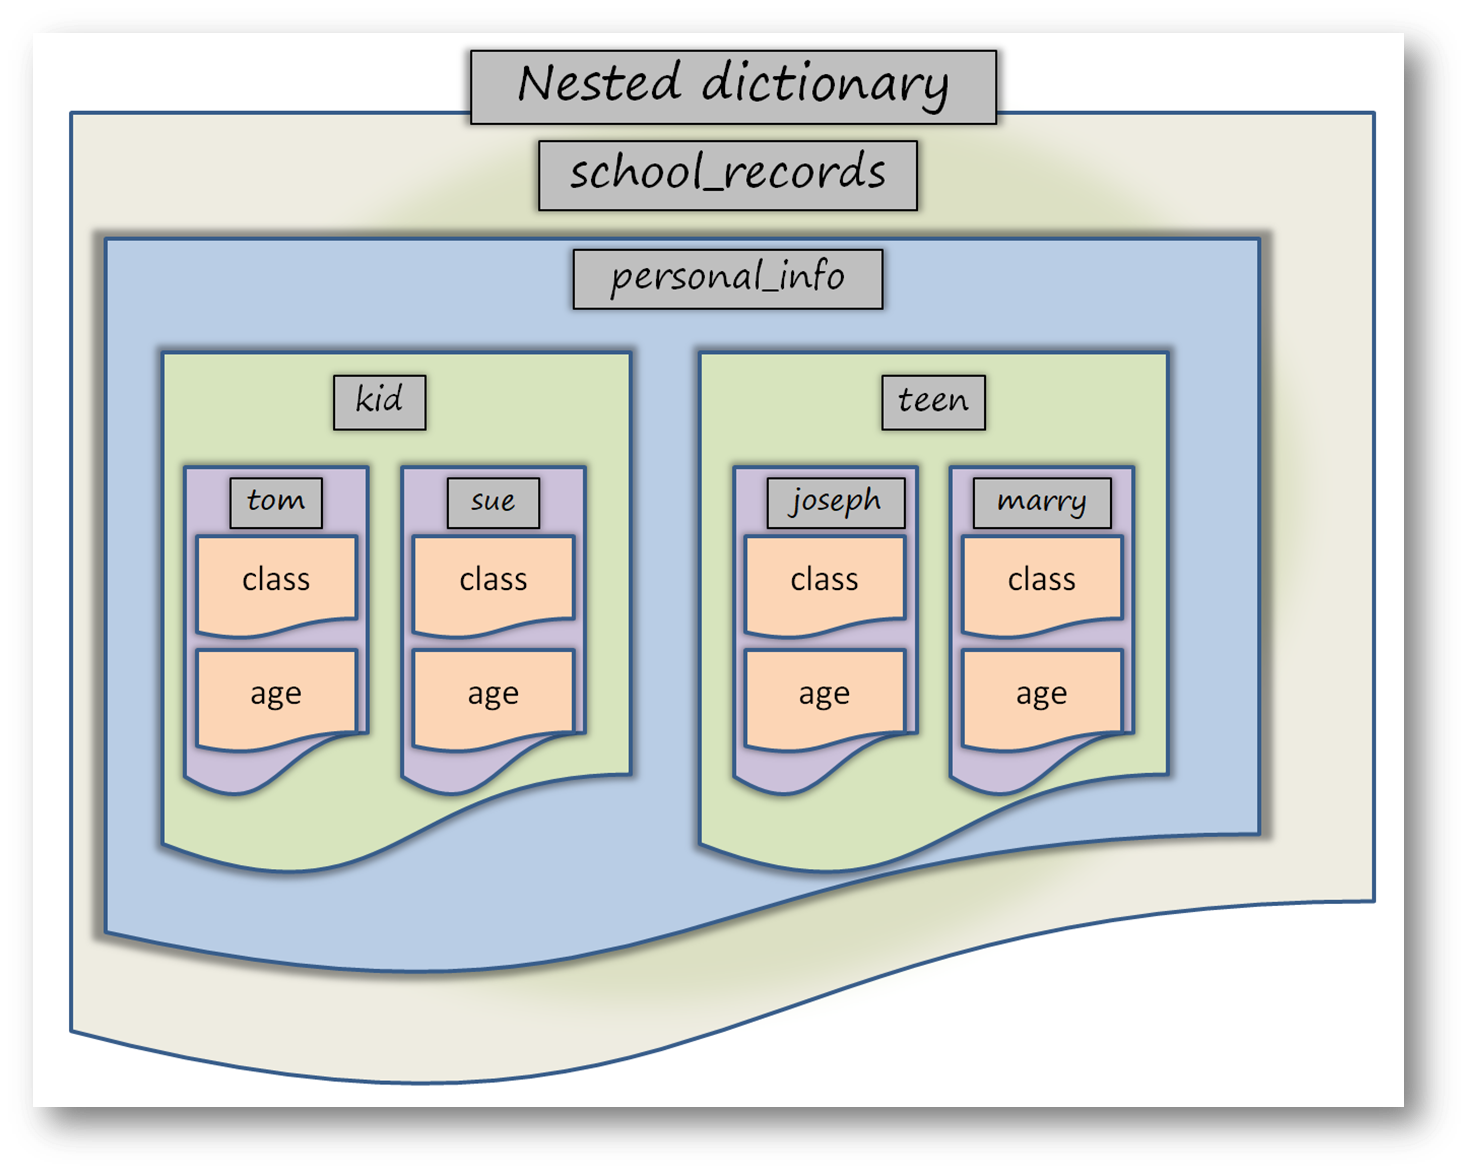 Nested dictionary
school_records
personal_info
kid
teen
tom
sue
joseph
marry
class
class
class
class
age
age
age
age